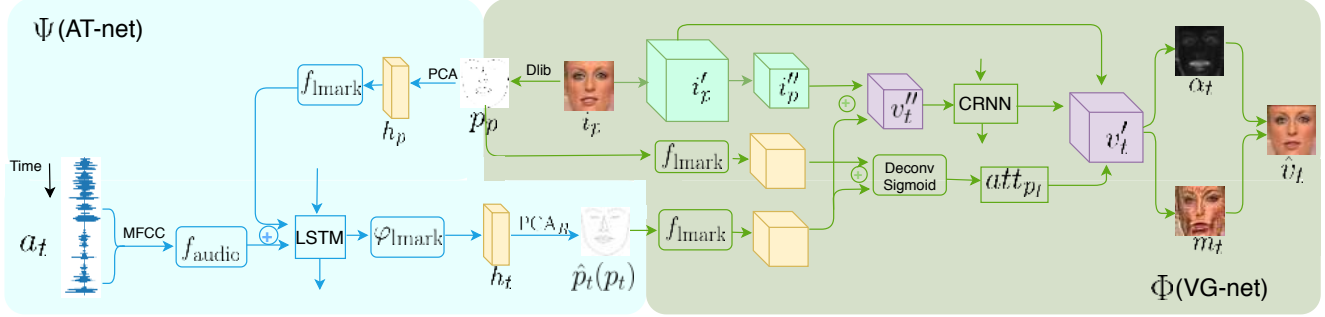 Ψ(AT-net)
f_lmark
h_p
PCA
p_p
Dlib
i_r
i'_r
i''_p
v''_t
CRNN
v'_t
α_t
v̂_t
m_t
Time
a_t
MFCC
f_audio
LSTM
φ_lmark
h_t
PCA_R
p̂_t(p_t)
f_lmark
f_lmark
Deconv
Sigmoid
att_{p_t}
Φ(VG-net)